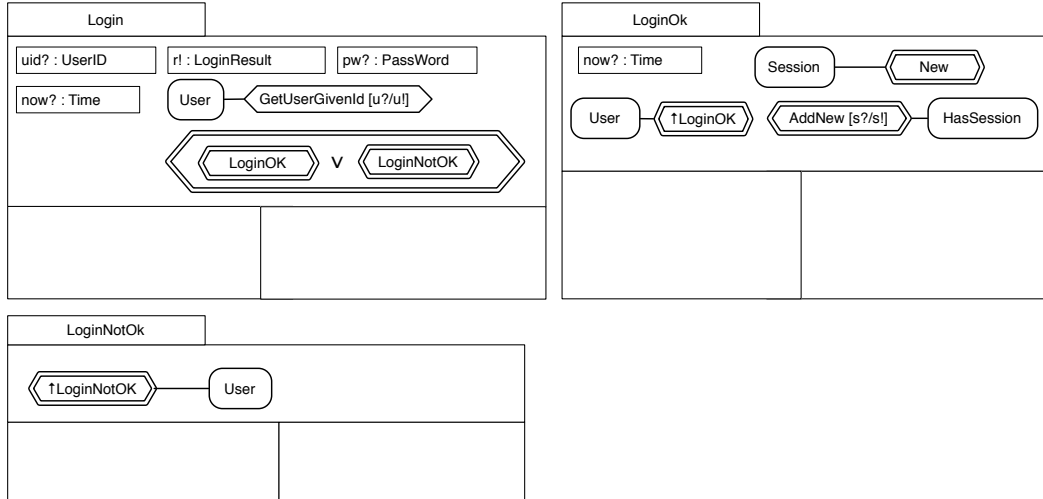 Login
uid? : UserID
r! : LoginResult
pw? : PassWord
now? : Time
User
GetUserGivenId [u?/u!]
LoginOK
∨
LoginNotOK
LoginOk
now? : Time
Session
New
User
↑LoginOK
AddNew [s?/s!]
HasSession
LoginNotOk
↑LoginNotOK
User